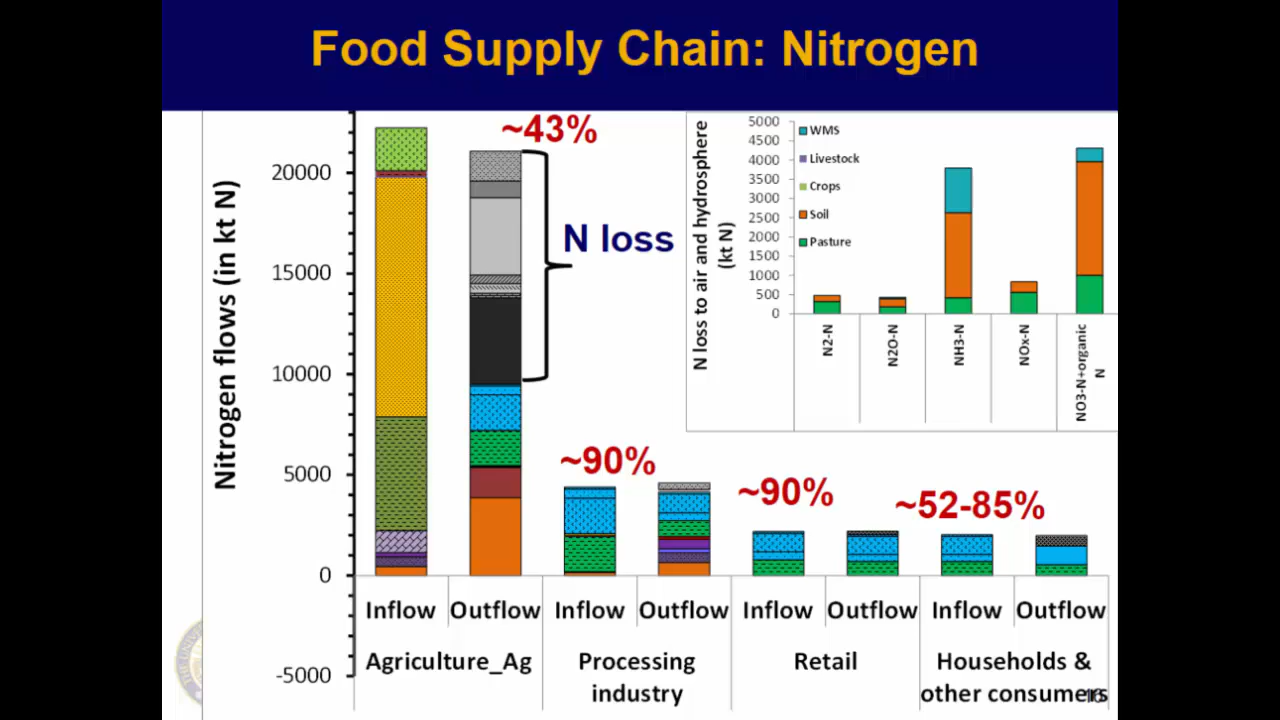 Food Supply Chain: Nitrogen
Nitrogen flows (in kt N)
20000
15000
10000
5000
0
-5000
~43%
N loss
~90%
~90%
~52-85%
Inflow
Outflow
Inflow
Outflow
Inflow
Outflow
Inflow
Outflow
Agriculture_Ag
Processing
industry
Retail
Households &
other consumers
N loss to air and hydrosphere
(kt N)
5000
4500
4000
3500
3000
2500
2000
1500
1000
500
0
WMS
Livestock
Crops
Soil
Pasture
N2-N
N2O-N
NH3-N
NOx-N
NO3-N+organic
N